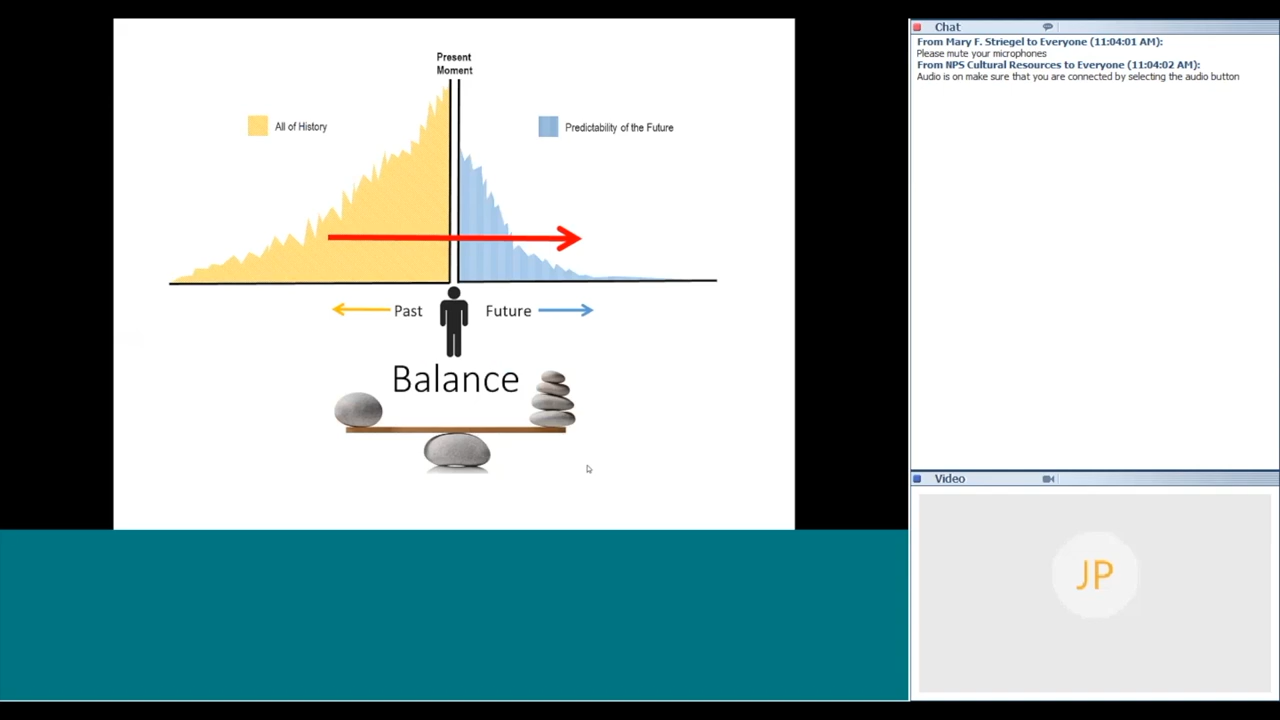 Present
Moment
All of History
Predictability of the Future
Past
Future
Balance
Chat
From Mary F. Striegel to Everyone (11:04:01 AM):
Please mute your microphones
From NPS Cultural Resources to Everyone (11:04:02 AM):
Audio is on make sure that you are connected by selecting the audio button
Video
JP